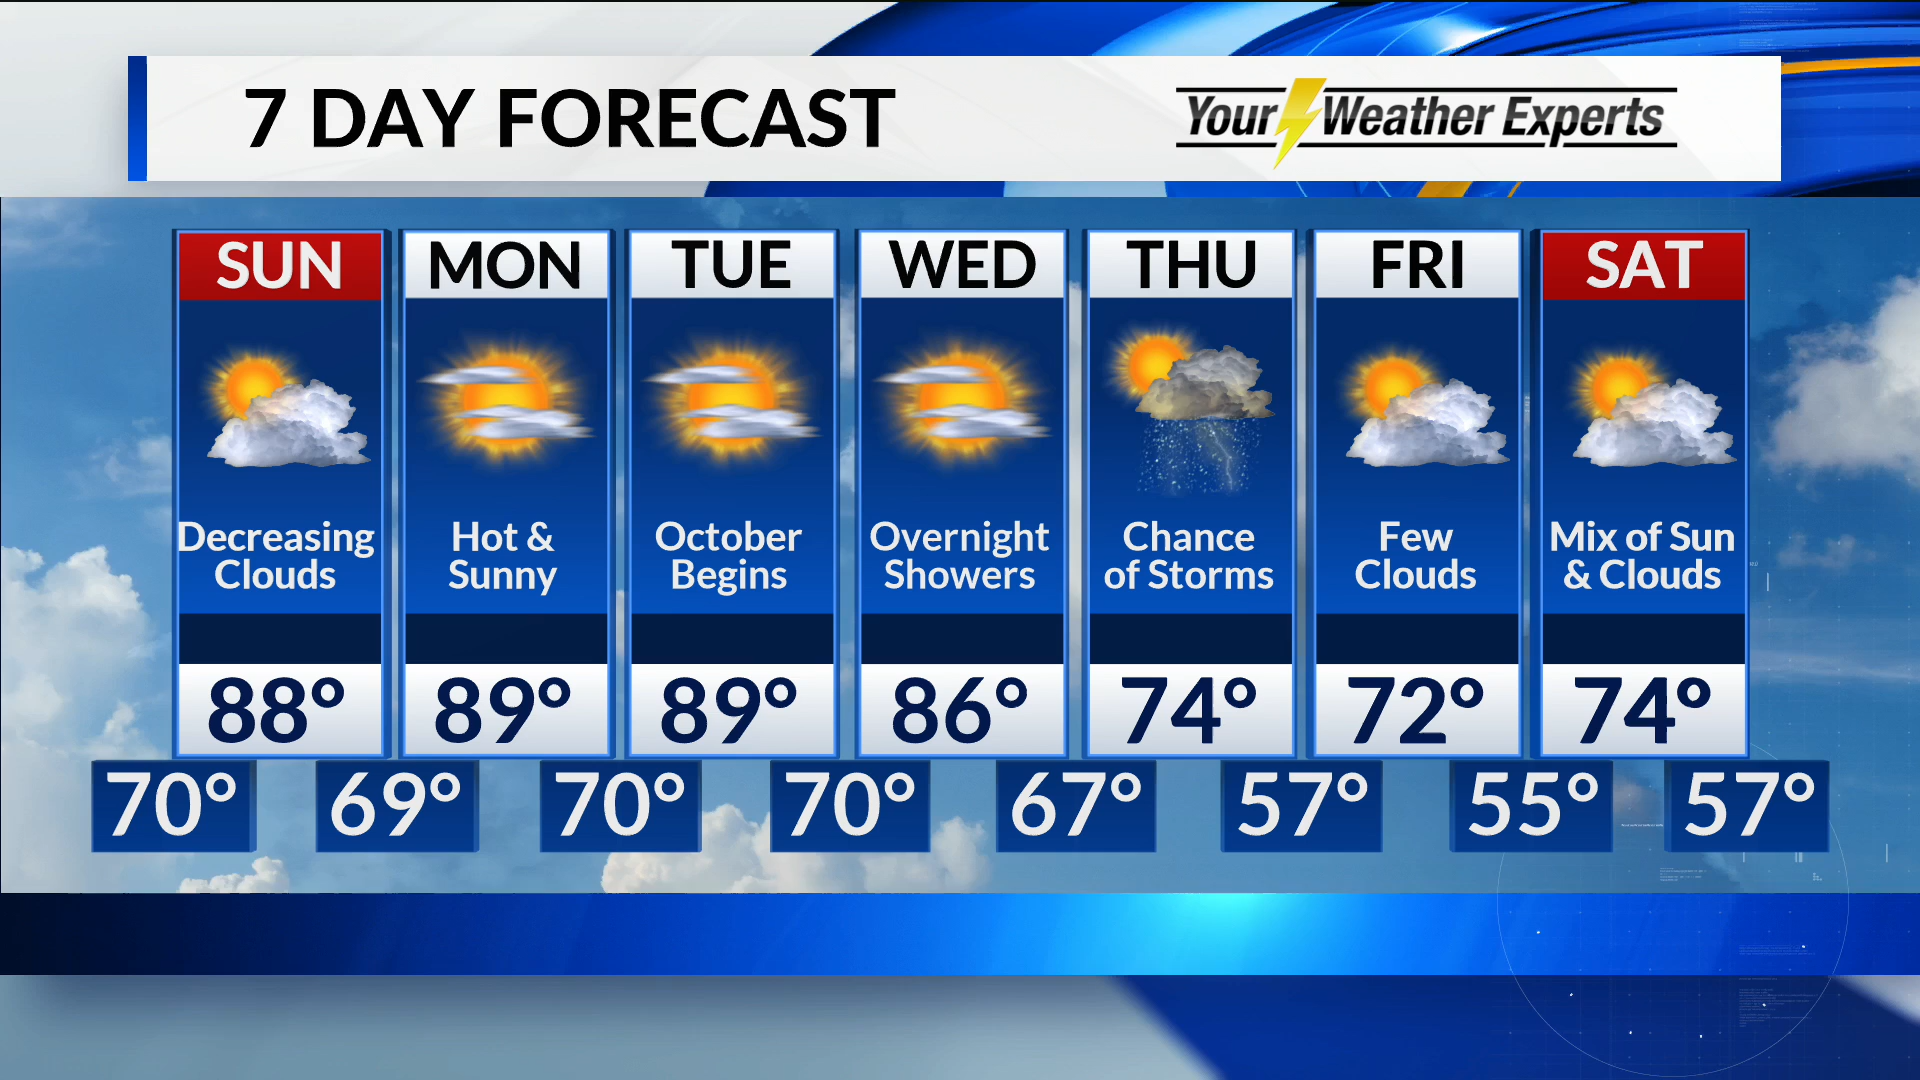 7 DAY FORECAST
Your Weather Experts
SUN MON TUE WED THU FRI SAT
Decreasing Hot & October Overnight Chance Few Mix of Sun
Clouds Sunny Begins Showers of Storms Clouds & Clouds
88° 89° 89° 86° 74° 72° 74°
70° 69° 70° 70° 67° 57° 55° 57°